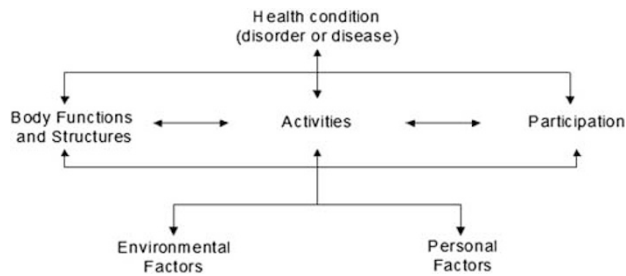 Health condition
(disorder or disease)
Body Functions
and Structures
Activities
Participation
Environmental
Factors
Personal
Factors